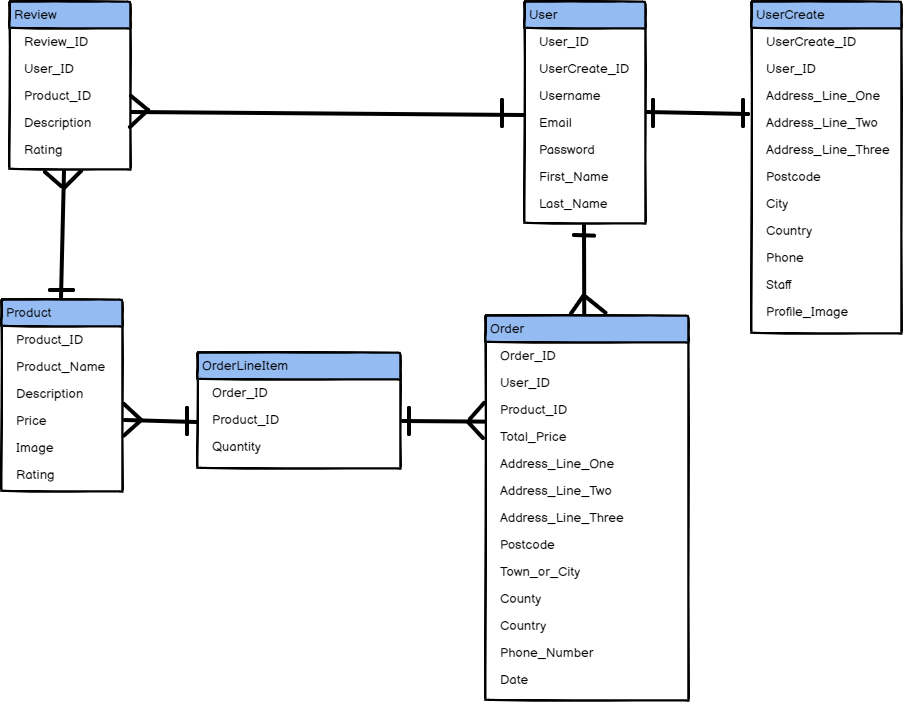 Review
Review_ID
User_ID
Product_ID
Description
Rating
User
User_ID
UserCreate_ID
Username
Email
Password
First_Name
Last_Name
UserCreate
UserCreate_ID
User_ID
Address_Line_One
Address_Line_Two
Address_Line_Three
Postcode
City
Country
Phone
Staff
Profile_Image
Product
Product_ID
Product_Name
Description
Price
Image
Rating
OrderLineItem
Order_ID
Product_ID
Quantity
Order
Order_ID
User_ID
Product_ID
Total_Price
Address_Line_One
Address_Line_Two
Address_Line_Three
Postcode
Town_or_City
County
Country
Phone_Number
Date